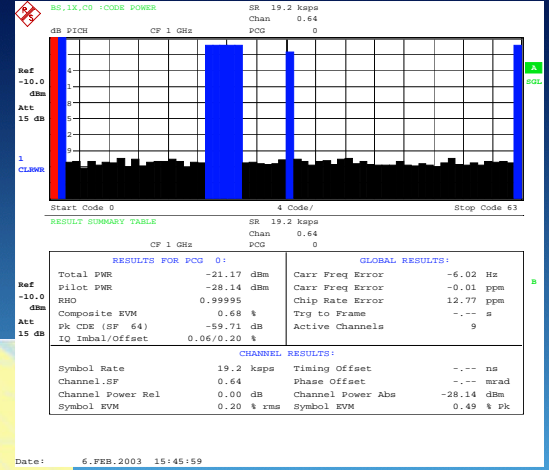 R S
BS,1X,C0 :CODE POWER SR 19.2 ksps
Chan 0.64
dB PICH CF 1 GHz PCG 0
Ref
-10.0
dBm
Att
15 dB
1
CLRWR
4
1
8
5
2
9
A
SGL
Start Code 0 4 Code/ Stop Code 63
RESULT SUMMARY TABLE SR 19.2 ksps
Chan 0.64
CF 1 GHz PCG 0
Ref
-10.0
dBm
Att
15 dB
B
RESULTS FOR PCG 0: GLOBAL RESULTS:
Total PWR -21.17 dBm Carr Freq Error -6.02 Hz
Pilot PWR -28.14 dBm Carr Freq Error -0.01 ppm
RHO 0.99995 Chip Rate Error 12.77 ppm
Composite EVM 0.68 % Trg to Frame -.-- s
Pk CDE (SF 64) -59.71 dB Active Channels 9
IQ Imbal/Offset 0.06/0.20 %
CHANNEL RESULTS:
Symbol Rate 19.2 ksps Timing Offset -.-- ns
Channel.SF 0.64 Phase Offset -.-- mrad
Channel Power Rel 0.00 dB Channel Power Abs -28.14 dBm
Symbol EVM 0.20 % rms Symbol EVM 0.49 % Pk
Date: 6.FEB.2003 15:45:59